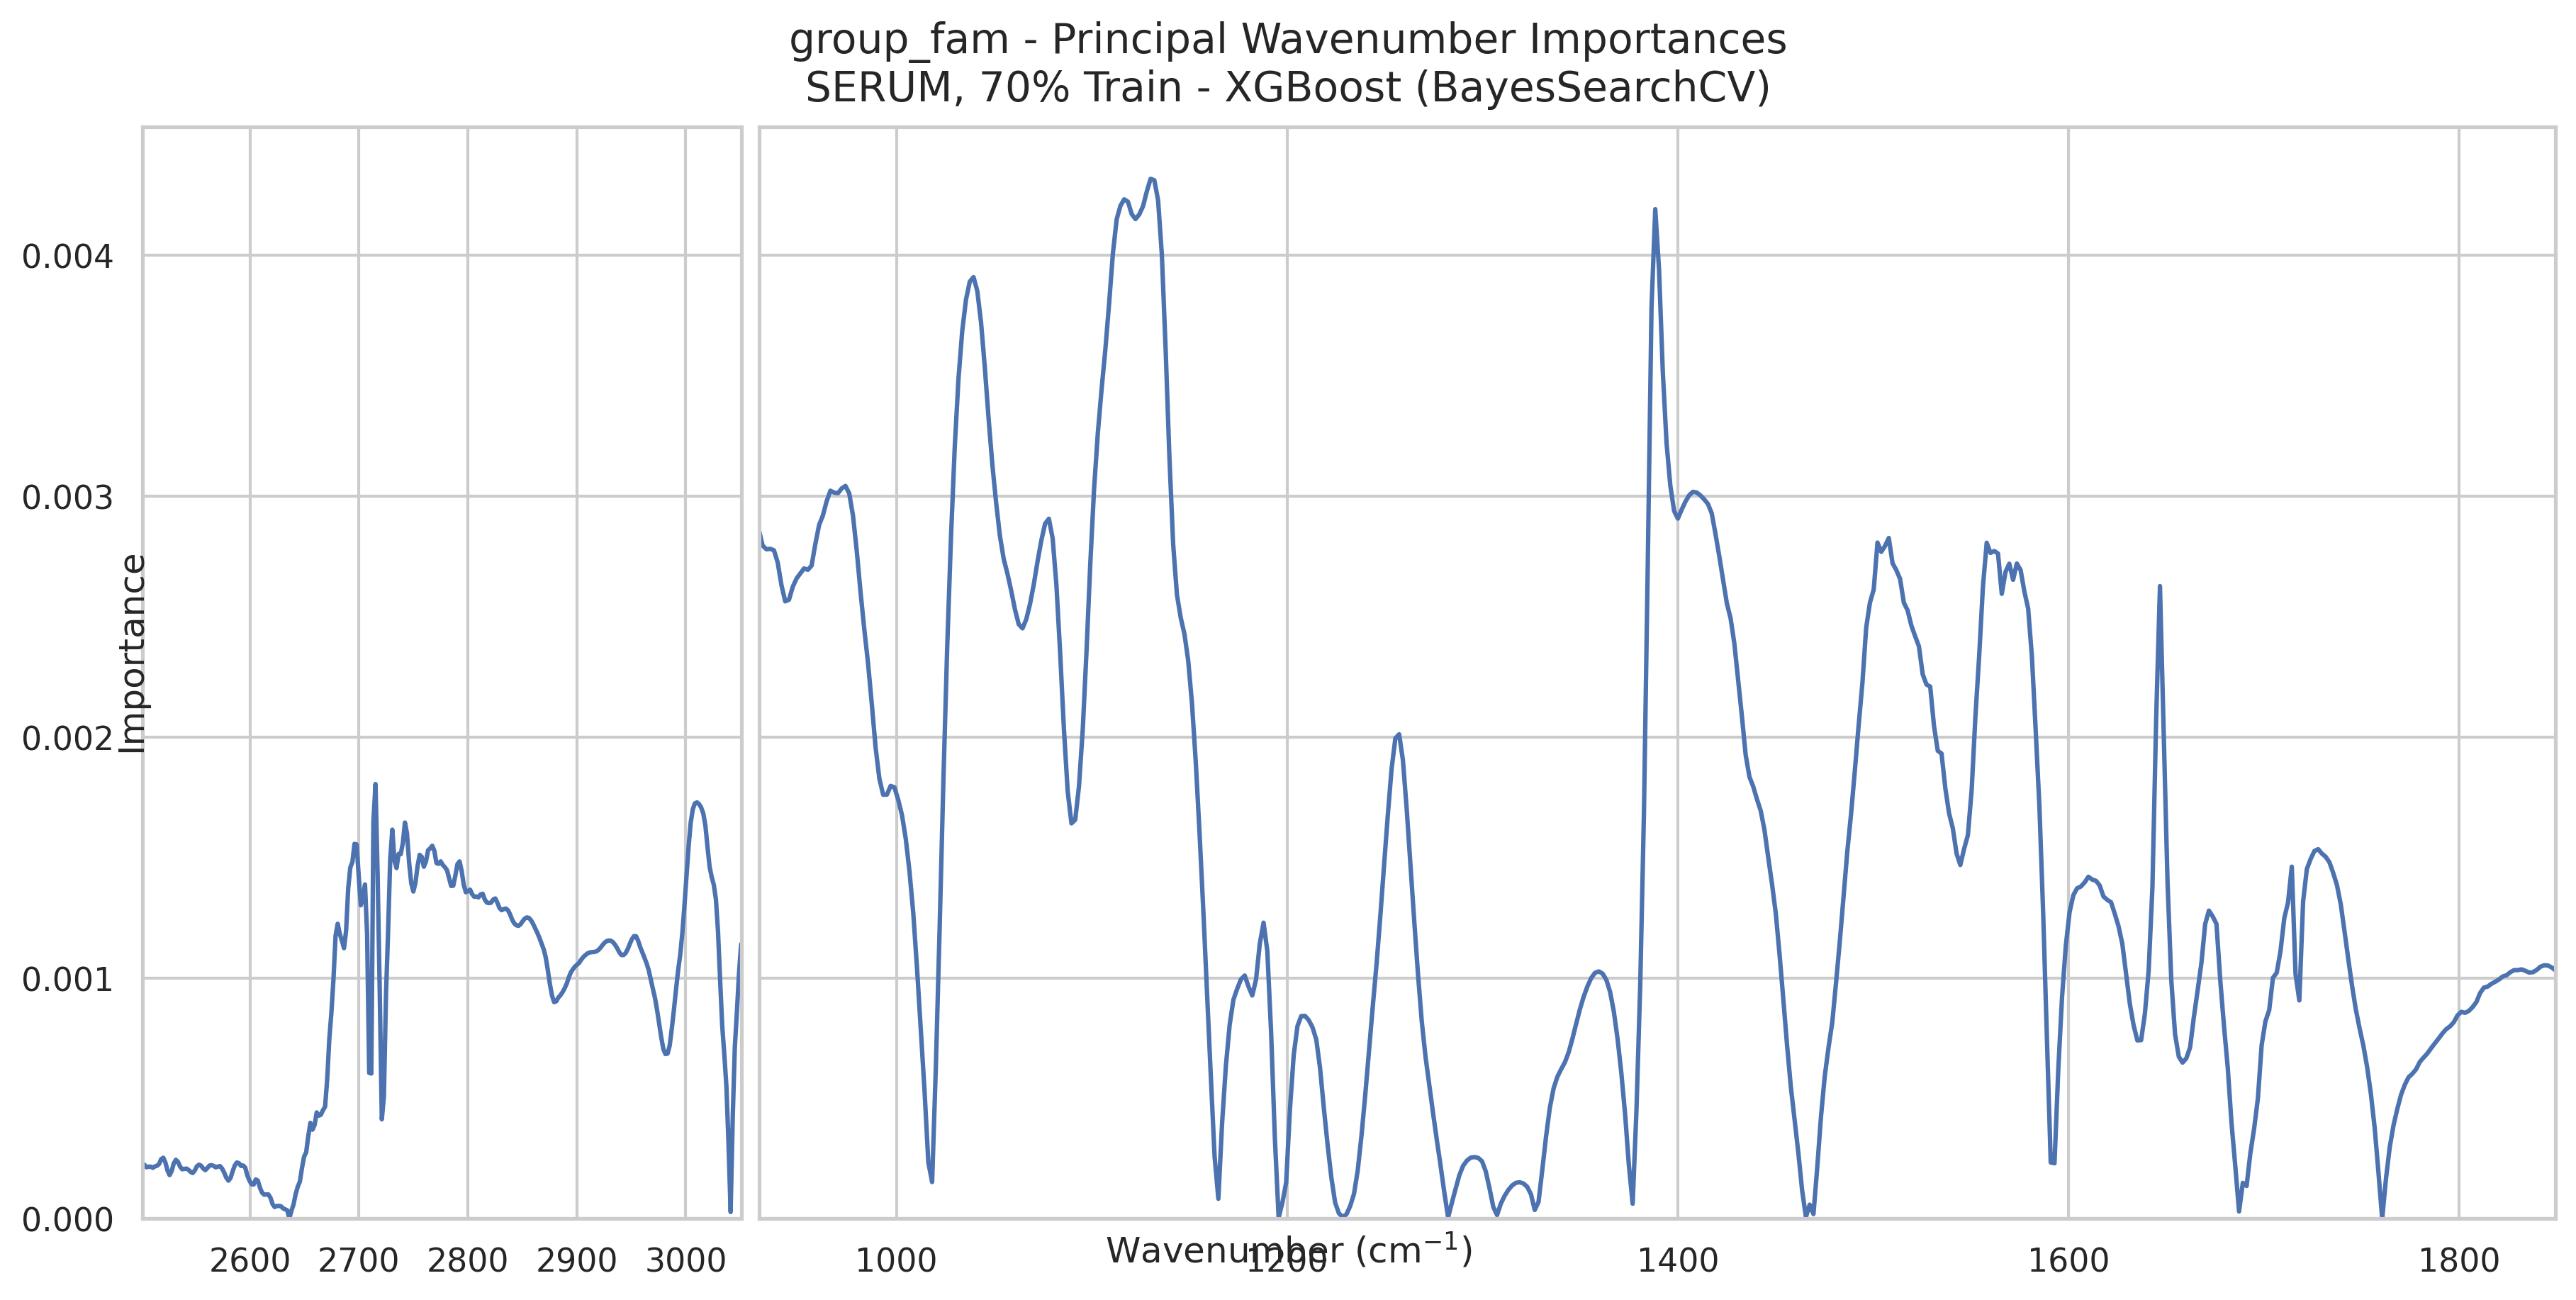 group_fam - Principal Wavenumber Importances
SERUM, 70% Train - XGBoost (BayesSearchCV)
Importance
0.004
0.003
0.002
0.001
0.000
2600 2700 2800 2900 3000 1000 1200 1400 1600 1800
Wavenumber (cm⁻¹)